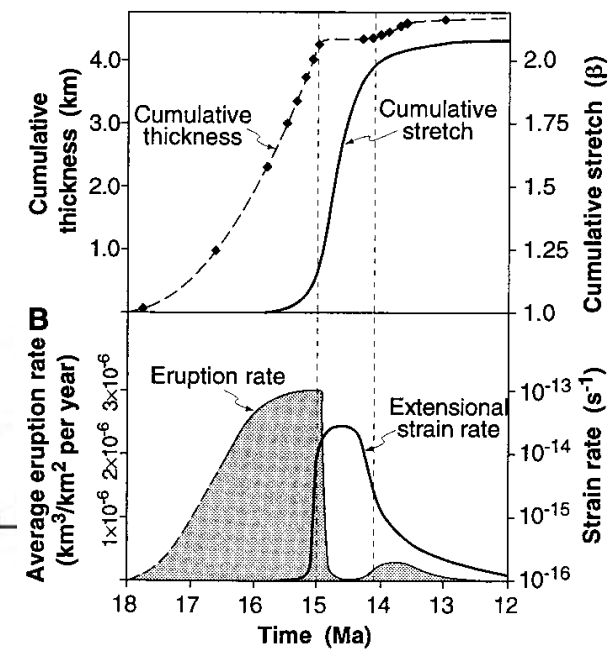 Cumulative
thickness (km)
4.0
3.0
4.0
1.0
Cumulative
thickness
Cumulative
stretch
2.0
1.75
1.5
1.25
1.0
Cumulative stretch (β)
B
Average eruption rate
(km³/km² per year)
3×10⁻⁶
2×10⁻⁶
1×10⁻⁶
Eruption rate
Extensional
strain rate
10⁻¹³
10⁻¹⁴
10⁻¹⁵
10⁻¹⁶
Strain rate (s⁻¹)
18 17 16 15 14 13 12
Time (Ma)